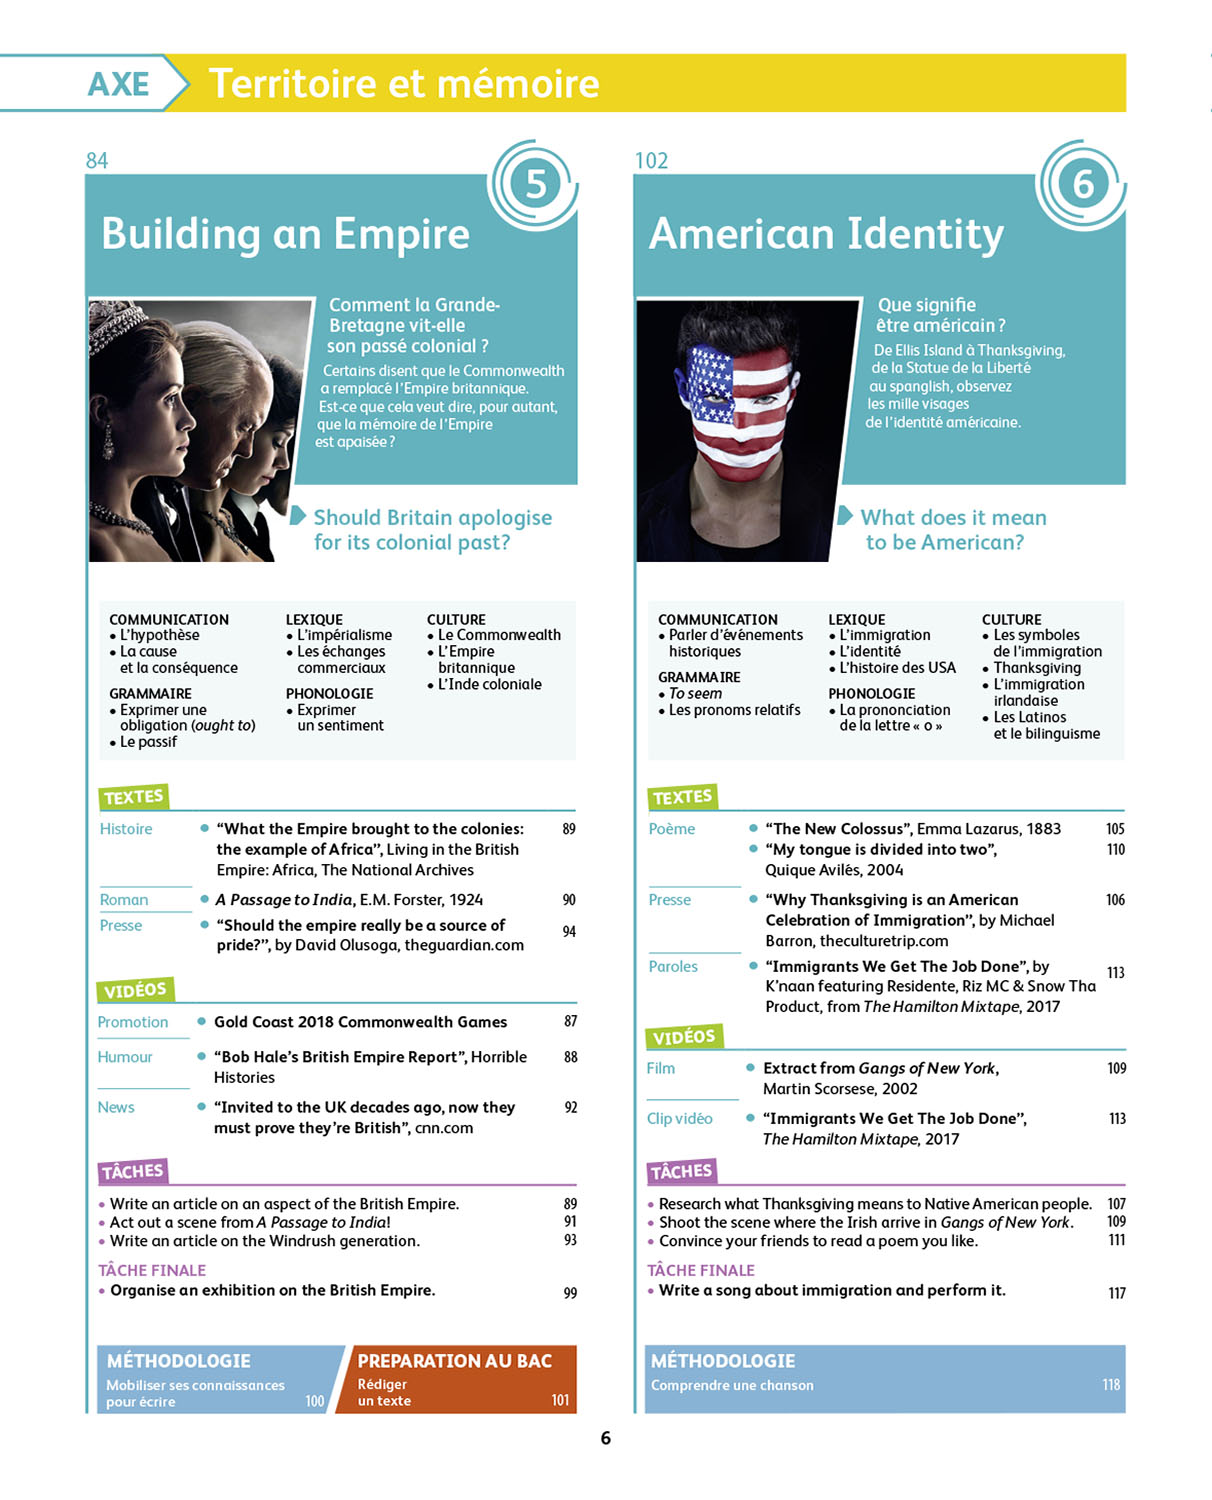 AXE
Territoire et mémoire
84
5
Building an Empire
Comment la Grande-
Bretagne vit-elle
son passé colonial ?
Certains disent que le Commonwealth
a remplacé l'Empire britannique.
Est-ce que cela veut dire, pour autant,
que la mémoire de l'Empire
est apaisée ?
Should Britain apologise
for its colonial past?
COMMUNICATION
• L'hypothèse
• La cause
et la conséquence
GRAMMAIRE
• Exprimer une
obligation (ought to)
• Le passif
LEXIQUE
• L'impérialisme
• Les échanges
commerciaux
PHONOLOGIE
• Exprimer
un sentiment
CULTURE
• Le Commonwealth
• L'Empire
britannique
• L'Inde coloniale
TEXTES
Histoire • “What the Empire brought to the colonies: 89
the example of Africa”, Living in the British
Empire: Africa, The National Archives
Roman • A Passage to India, E.M. Forster, 1924 90
Presse • “Should the empire really be a source of 94
pride?”, by David Olusoga, theguardian.com
VIDÉOS
Promotion • Gold Coast 2018 Commonwealth Games 87
Humour • “Bob Hale's British Empire Report”, Horrible 88
Histories
News • “Invited to the UK decades ago, now they 92
must prove they're British”, cnn.com
TÂCHES
• Write an article on an aspect of the British Empire. 89
• Act out a scene from A Passage to India! 91
• Write an article on the Windrush generation. 93
TÂCHE FINALE
• Organise an exhibition on the British Empire. 99
MÉTHODOLOGIE
Mobiliser ses connaissances
pour écrire 100
PREPARATION AU BAC
Rédiger
un texte 101
102
6
American Identity
Que signifie
être américain ?
De Ellis Island à Thanksgiving,
de la Statue de la Liberté
au spanglish, observez
les mille visages
de l'identité américaine.
What does it mean
to be American?
COMMUNICATION
• Parler d'événements
historiques
GRAMMAIRE
• To seem
• Les pronoms relatifs
LEXIQUE
• L'immigration
• L'identité
• L'histoire des USA
PHONOLOGIE
• La prononciation
de la lettre « o »
CULTURE
• Les symboles
de l'immigration
• Thanksgiving
• L'immigration
irlandaise
• Les Latinos
et le bilinguisme
TEXTES
Poème • “The New Colossus”, Emma Lazarus, 1883 105
• “My tongue is divided into two”, 110
Quique Avilés, 2004
Presse • “Why Thanksgiving is an American 106
Celebration of Immigration”, by Michael
Barron, theculturetrip.com
Paroles • “Immigrants We Get The Job Done”, by 113
K'naan featuring Residente, Riz MC & Snow Tha
Product, from The Hamilton Mixtape, 2017
VIDÉOS
Film • Extract from Gangs of New York, 109
Martin Scorsese, 2002
Clip vidéo • “Immigrants We Get The Job Done”, 113
The Hamilton Mixtape, 2017
TÂCHES
• Research what Thanksgiving means to Native American people. 107
• Shoot the scene where the Irish arrive in Gangs of New York. 109
• Convince your friends to read a poem you like. 111
TÂCHE FINALE
• Write a song about immigration and perform it. 117
MÉTHODOLOGIE
Comprendre une chanson 118
6